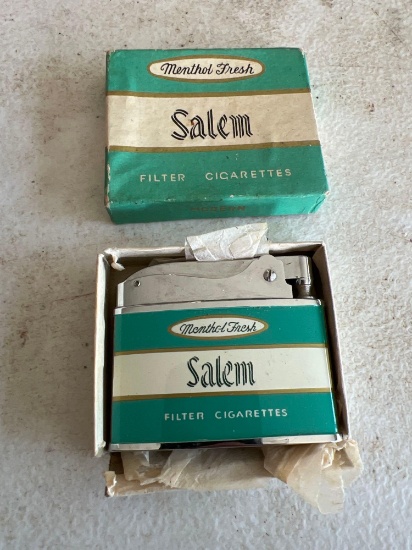 Menthol Fresh
Salem
FILTER CIGARETTES
Menthol Fresh
Salem
FILTER CIGARETTES